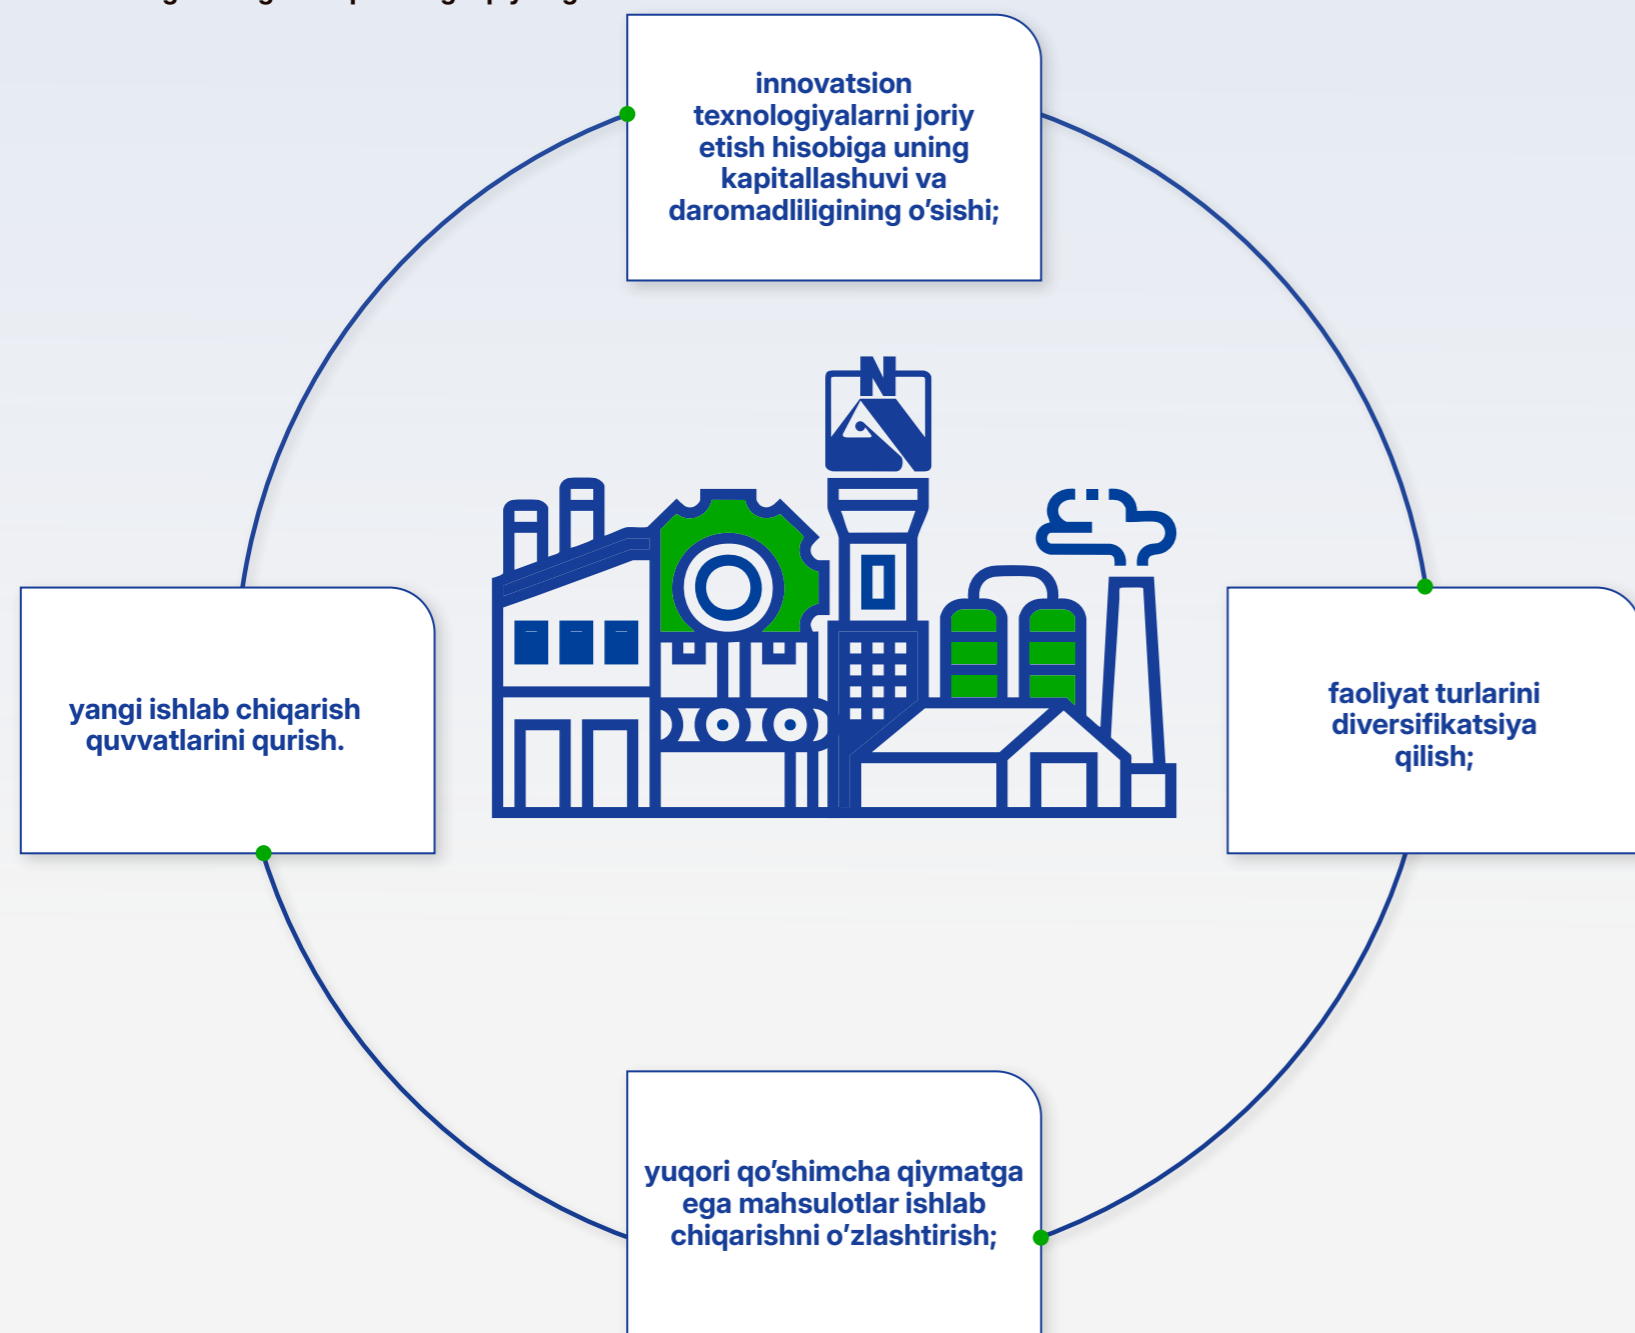 innovatsion
texnologiyalarni joriy
etish hisobiga uning
kapitallashuvi va
daromadliligining o’sishi;
yangi ishlab chiqarish
quvvatlarini qurish.
faoliyat turlarini
diversifikatsiya
qilish;
yuqori qo’shimcha qiymatga
ega mahsulotlar ishlab
chiqarishni o’zlashtirish;